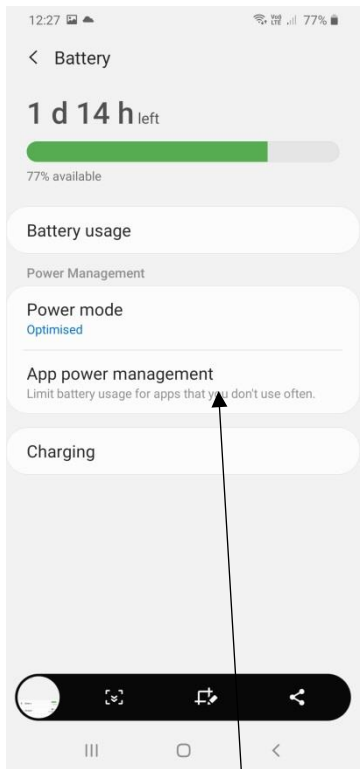 12:27 77%
Battery
1 d 14 h left
77% available
Battery usage
Power Management
Power mode
Optimised
App power management
Limit battery usage for apps that you don't use often.
Charging